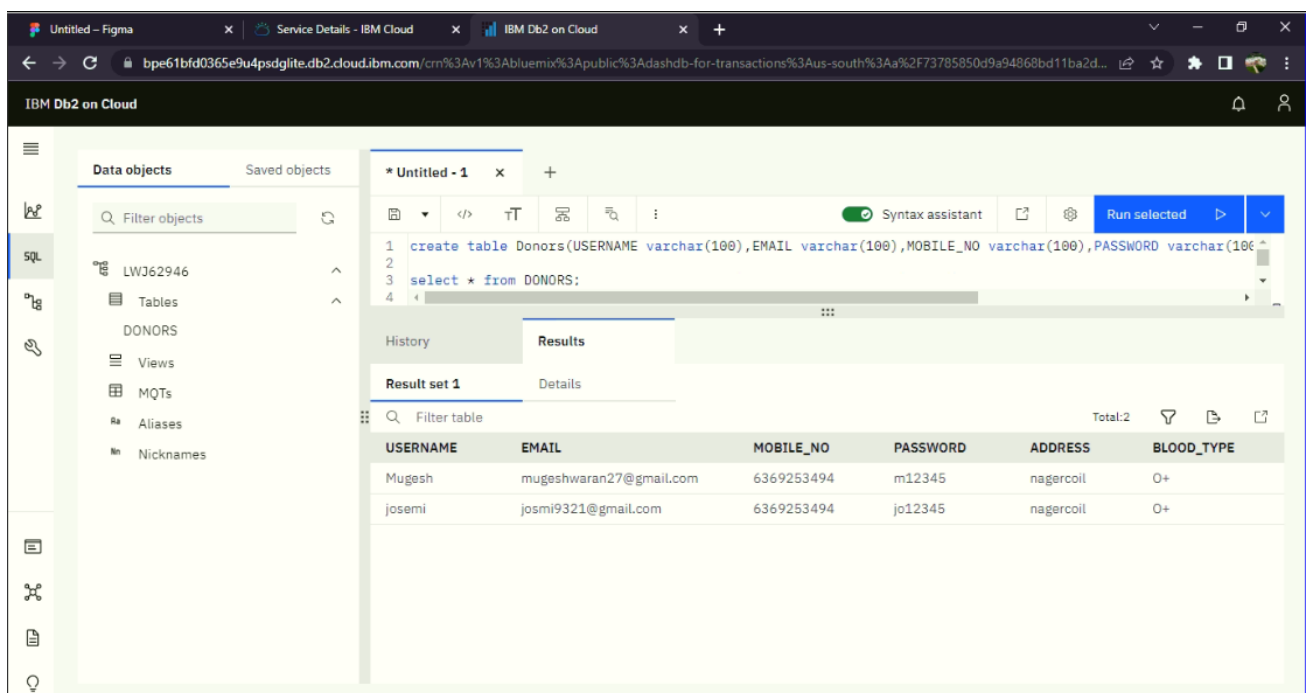 Untitled – Figma
Service Details - IBM Cloud
IBM Db2 on Cloud
bpe61bfd0365e9u4psdglite.db2.cloud.ibm.com/crn%3Av1%3Abluemix%3Apublic%3Adashdb-for-transactions%3Aus-south%3Aa%2F73785850d9a94868bd11ba2d...
IBM Db2 on Cloud
Data objects Saved objects
* Untitled - 1
Filter objects
Syntax assistant
Run selected
SQL
1 create table Donors(USERNAME varchar(100),EMAIL varchar(100),MOBILE_NO varchar(100),PASSWORD varchar(100
2
3 select * from DONORS;
4
LWJ62946
Tables
DONORS
Views
MQTs
Aa Aliases
Nn Nicknames
History Results
Result set 1 Details
Filter table Total:2
USERNAME EMAIL MOBILE_NO PASSWORD ADDRESS BLOOD_TYPE
Mugesh mugeshwaran27@gmail.com 6369253494 m12345 nagercoil O+
josemi josmi9321@gmail.com 6369253494 jo12345 nagercoil O+